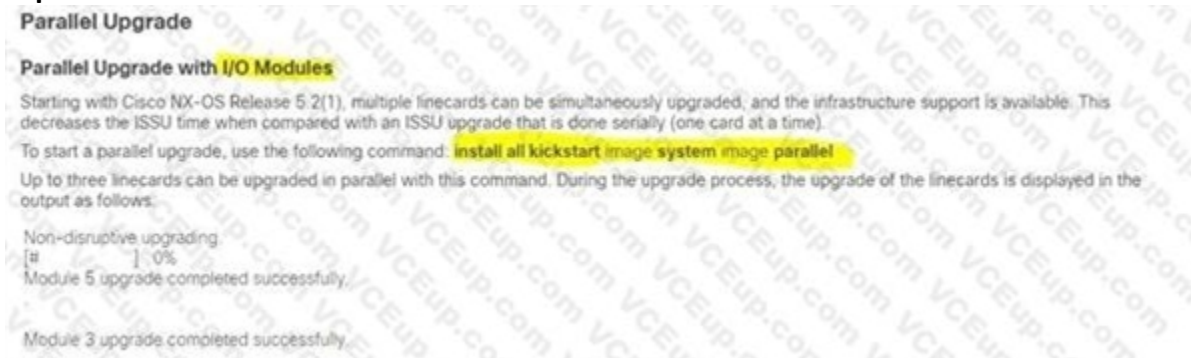 Parallel Upgrade
Parallel Upgrade with I/O Modules
Starting with Cisco NX-OS Release 5.2(1), multiple linecards can be simultaneously upgraded, and the infrastructure support is available. This
decreases the ISSU time when compared with an ISSU upgrade that is done serially (one card at a time).
To start a parallel upgrade, use the following command: install all kickstart image system image parallel
Up to three linecards can be upgraded in parallel with this command. During the upgrade process, the upgrade of the linecards is displayed in the
output as follows:
Non-disruptive upgrading.
[# ] 0%
Module 5 upgrade completed successfully.
.
Module 3 upgrade completed successfully.